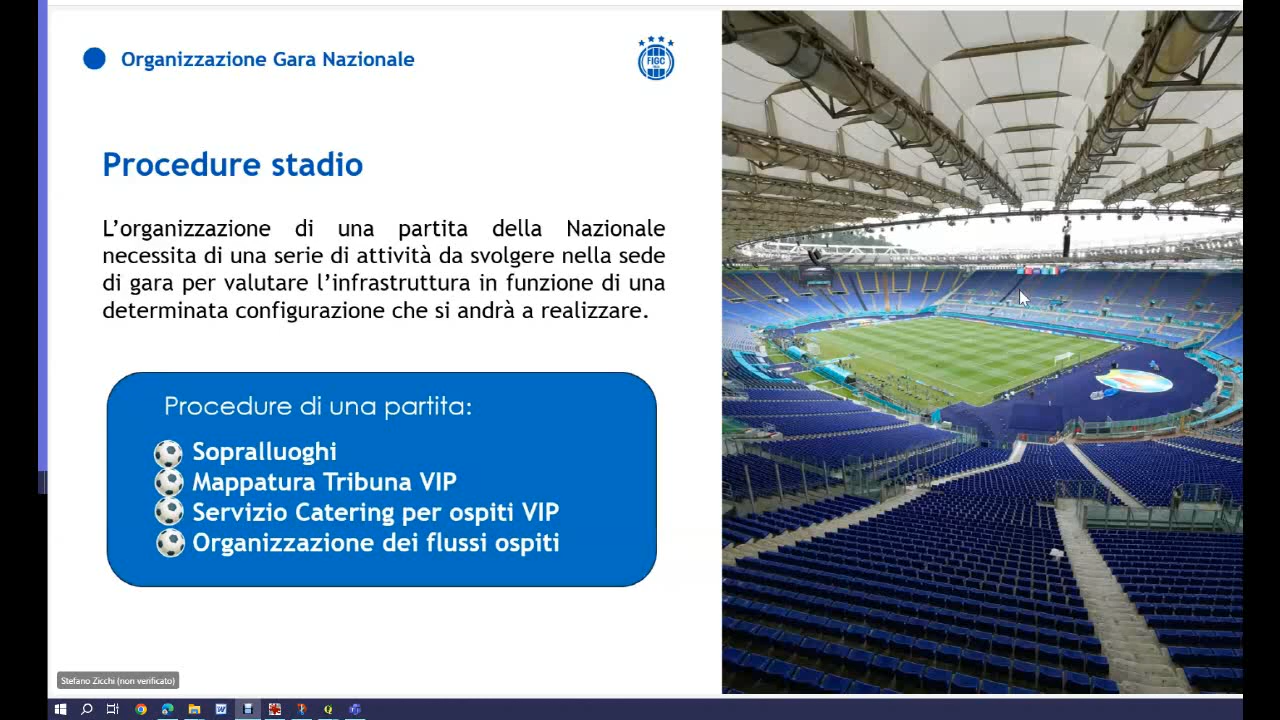 Organizzazione Gara Nazionale
FIGC
Procedure stadio
L’organizzazione di una partita della Nazionale
necessita di una serie di attività da svolgere nella sede
di gara per valutare l’infrastruttura in funzione di una
determinata configurazione che si andrà a realizzare.
Procedure di una partita:
Sopralluoghi
Mappatura Tribuna VIP
Servizio Catering per ospiti VIP
Organizzazione dei flussi ospiti
Stefano Zicchi (non verificato)